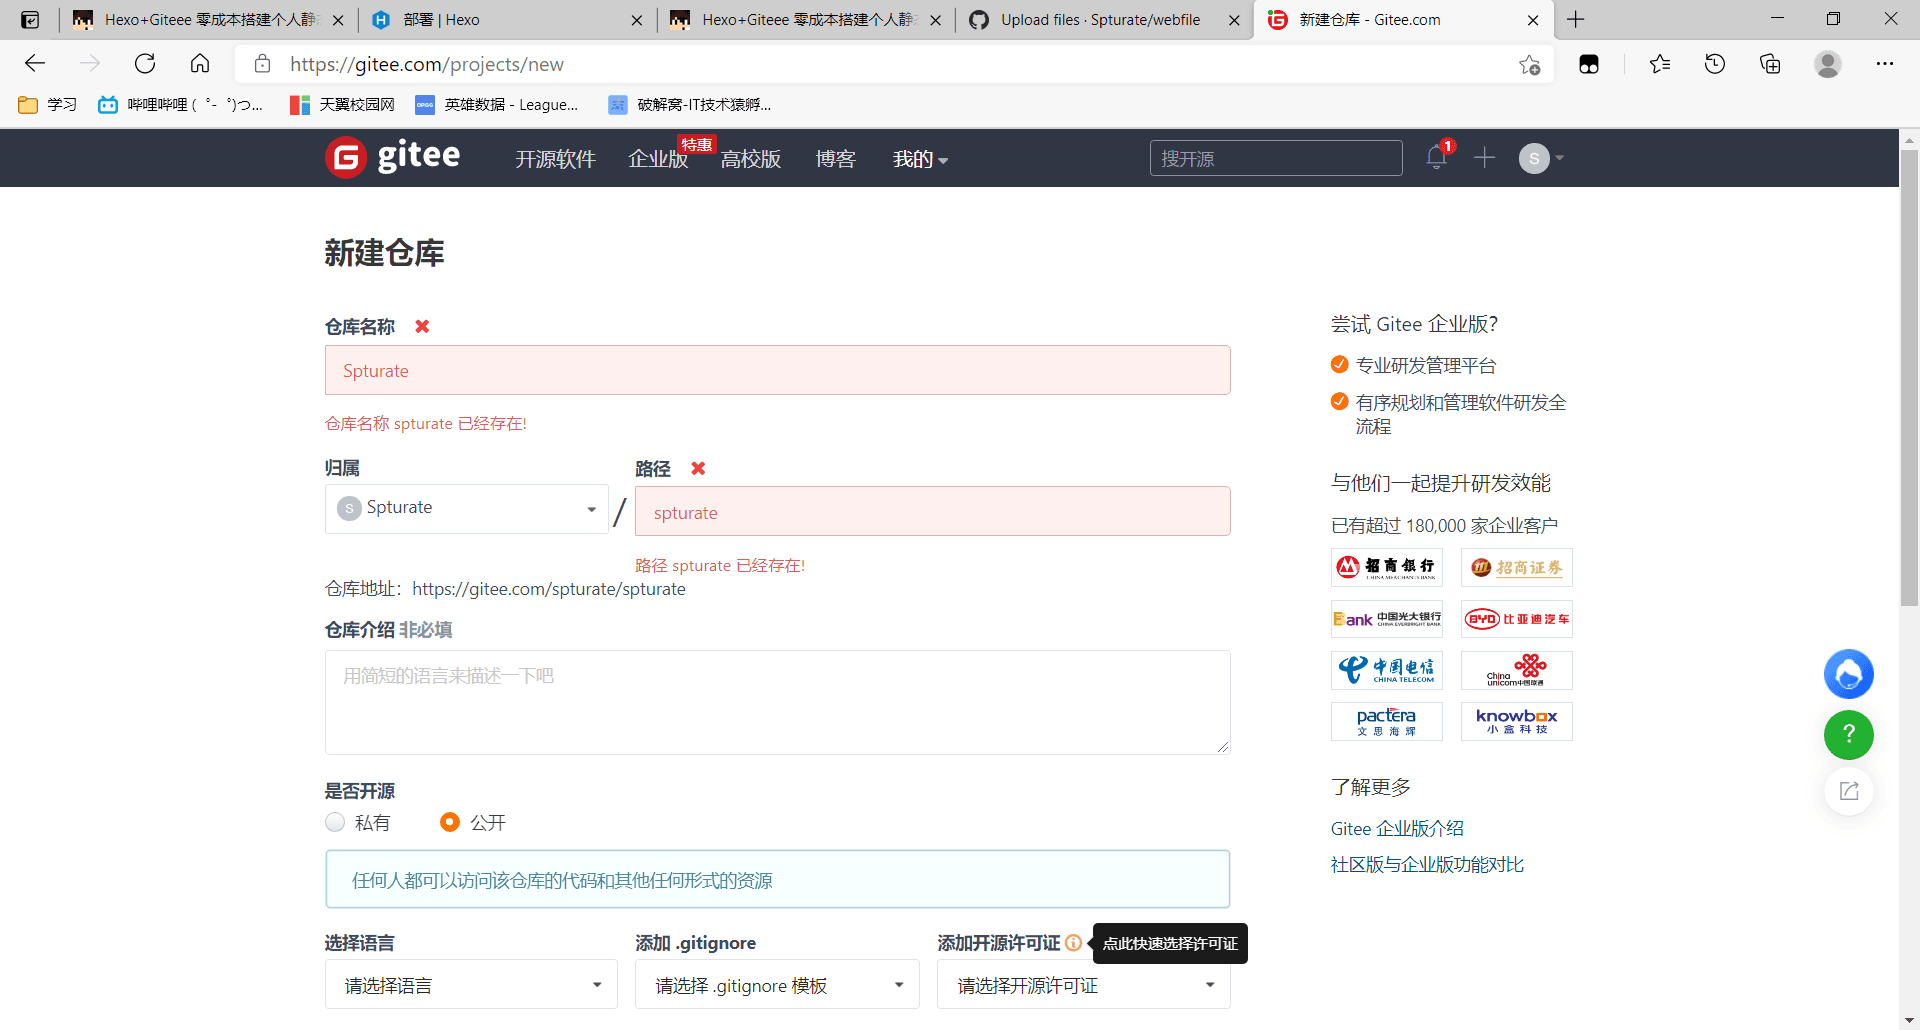 Hexo+Giteee 零成本搭建个人静
部署 | Hexo
Hexo+Giteee 零成本搭建个人静
Upload files · Spturate/webfile
新建仓库 - Gitee.com
https://gitee.com/projects/new
学习
哔哩哔哩 (゜-゜)つ...
天翼校园网
OPGG
英雄数据 - League...
破解窝-IT技术猿孵...
gitee
开源软件
企业版
特惠
高校版
博客
我的
搜开源
1
S
新建仓库
仓库名称
Spturate
仓库名称 spturate 已经存在!
归属
路径
S Spturate
/
spturate
路径 spturate 已经存在!
仓库地址：https://gitee.com/spturate/spturate
仓库介绍 非必填
用简短的语言来描述一下吧
是否开源
私有
公开
任何人都可以访问该仓库的代码和其他任何形式的资源
选择语言
添加 .gitignore
添加开源许可证
点此快速选择许可证
请选择语言
请选择 .gitignore 模板
请选择开源许可证
尝试 Gitee 企业版？
专业研发管理平台
有序规划和管理软件研发全
流程
与他们一起提升研发效能
已有超过 180,000 家企业客户
招商银行
CHINA MERCHANTS BANK
招商证券
Bank 中国光大银行
CHINA EVERBRIGHT BANK
BYD 比亚迪汽车
中国电信
CHINA TELECOM
China
unicom中国联通
pactera
文思海辉
knowbox
小盒科技
?
了解更多
Gitee 企业版介绍
社区版与企业版功能对比